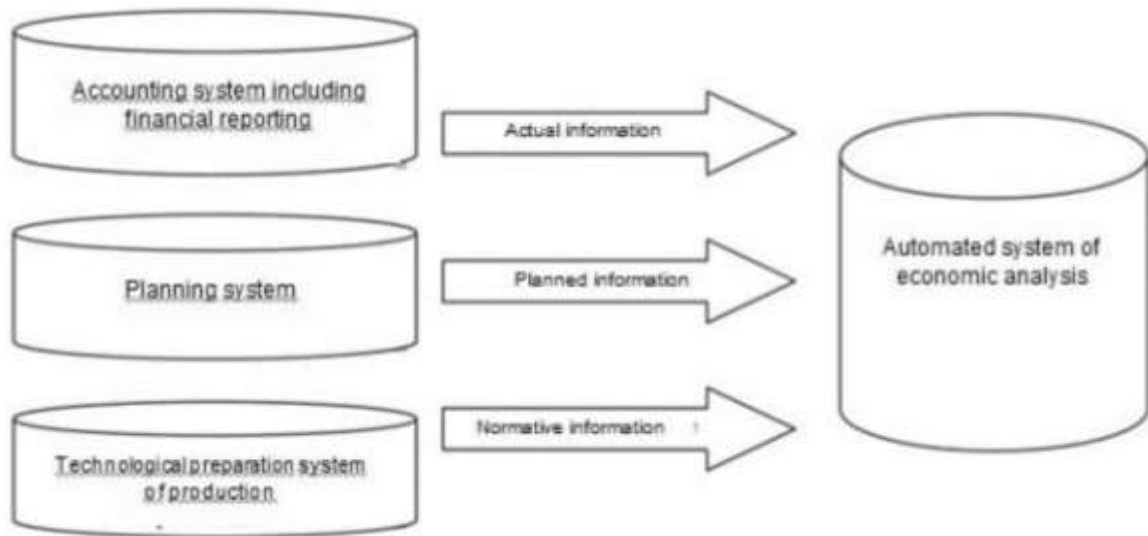 Accounting system including
financial reporting
Actual information
Automated system of
economic analysis
Planning system
Planned information
Technological preparation system
of production
Normative information